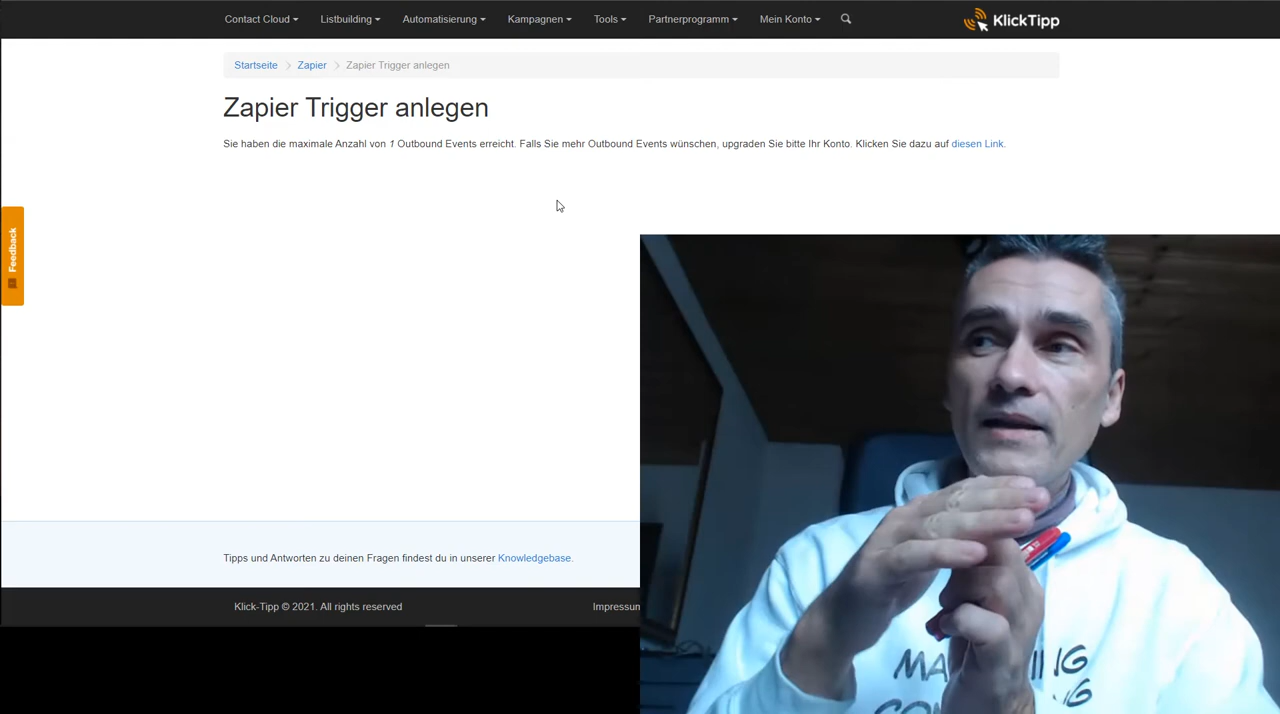 Contact Cloud Listbuilding Automatisierung Kampagnen Tools Partnerprogramm Mein Konto KlickTipp
Startseite Zapier Zapier Trigger anlegen
Zapier Trigger anlegen
Sie haben die maximale Anzahl von 1 Outbound Events erreicht. Falls Sie mehr Outbound Events wünschen, upgraden Sie bitte Ihr Konto. Klicken Sie dazu auf diesen Link.
Feedback
Tipps und Antworten zu deinen Fragen findest du in unserer Knowledgebase.
Klick-Tipp © 2021. All rights reserved Impressum